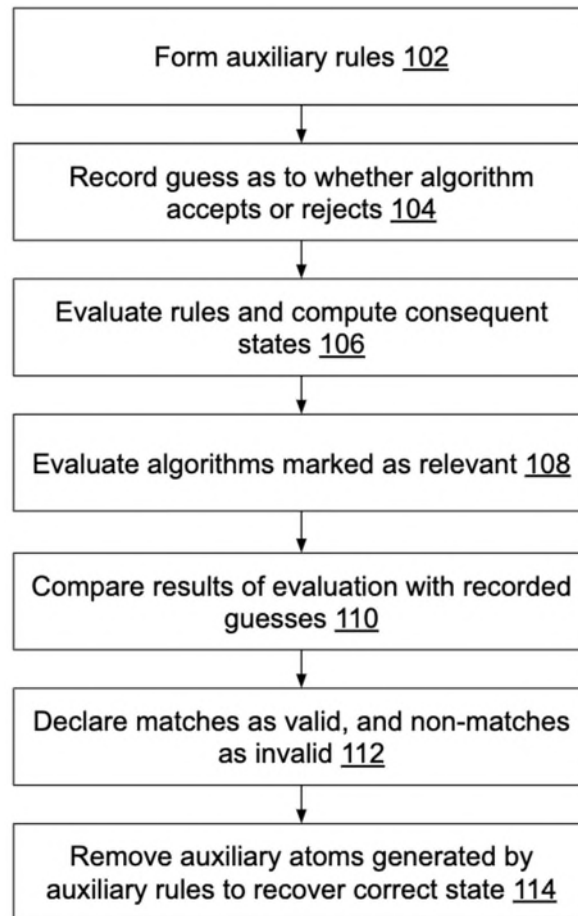 Form auxiliary rules 102
Record guess as to whether algorithm
accepts or rejects 104
Evaluate rules and compute consequent
states 106
Evaluate algorithms marked as relevant 108
Compare results of evaluation with recorded
guesses 110
Declare matches as valid, and non-matches
as invalid 112
Remove auxiliary atoms generated by
auxiliary rules to recover correct state 114